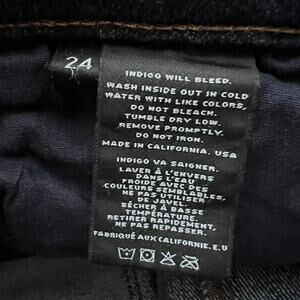 24
INDIGO WILL BLEED.
WASH INSIDE OUT IN COLD
WATER WITH LIKE COLORS,
DO NOT BLEACH.
TUMBLE DRY LOW.
REMOVE PROMPTLY.
DO NOT IRON.
MADE IN CALIFORNIA, USA
INDIGO VA SAIGNER.
LAVER À L'ENVERS
DANS L'EAU
FROIDE AVEC DES
COULEURS SEMBLABLES,
NE PAS UTILISER
DE JAVEL.
SÉCHER À BASSE
TEMPÉRATURE.
RETIRER RAPIDEMENT,
NE PAS REPASSER.
FABRIQUÉ AUX CALIFORNIE, E.U